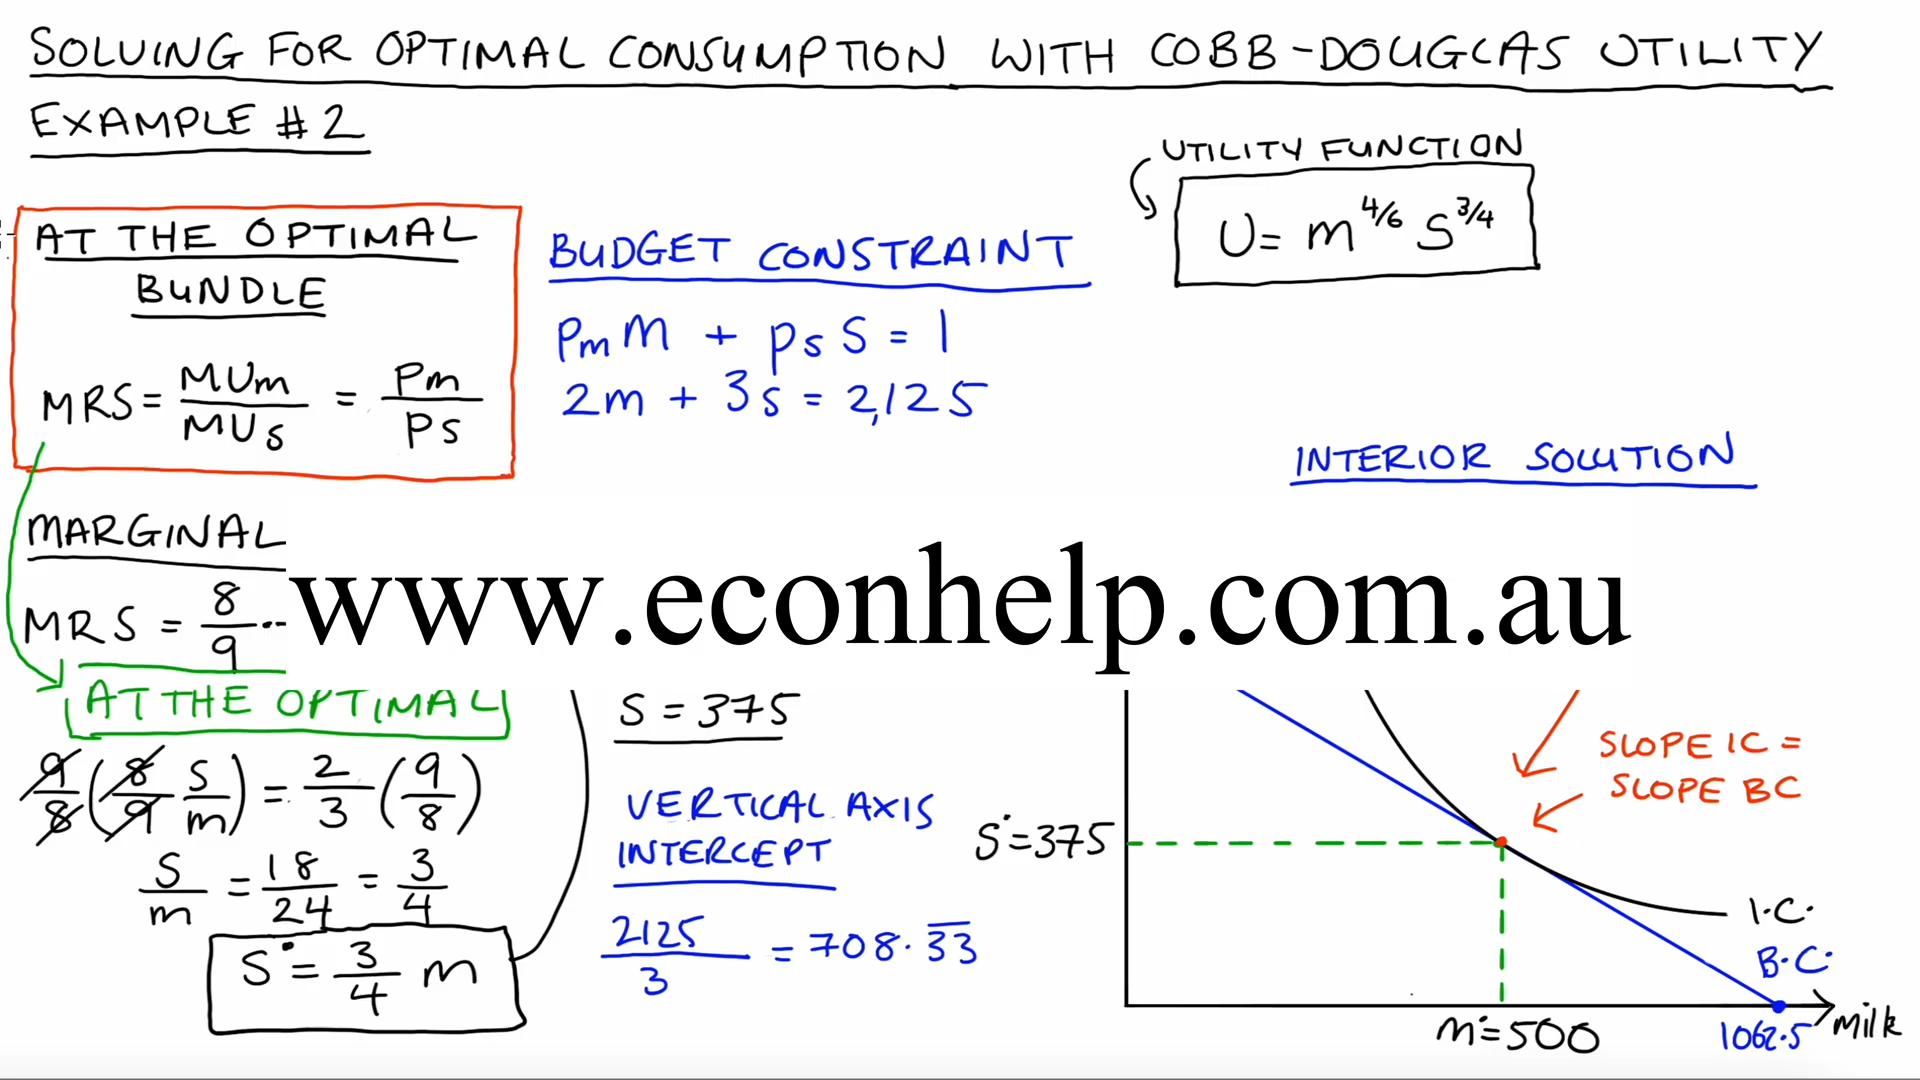 SOLVING FOR OPTIMAL CONSUMPTION WITH COBB-DOUGLAS UTILITY
EXAMPLE #2
AT THE OPTIMAL
BUNDLE
MRS = MUm/MUs = Pm/Ps
BUDGET CONSTRAINT
Pm M + Ps S = I
2m + 3s = 2,125
UTILITY FUNCTION
U = m^4/6 S^3/4
INTERIOR SOLUTION
MARGINAL
MRS = 8/9
www.econhelp.com.au
AT THE OPTIMAL
9/8 (8/9 S/m) = 2/3 (9/8)
S/m = 18/24 = 3/4
S* = 3/4 m
S = 375
VERTICAL AXIS
INTERCEPT
2125/3 = 708.33
S* = 375
SLOPE IC =
SLOPE BC
I.C.
B.C.
m* = 500
1062.5
milk